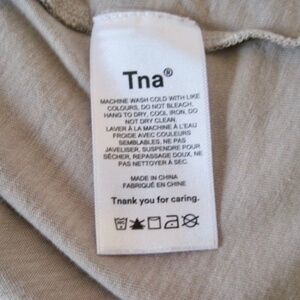 Tna®
MACHINE WASH COLD WITH LIKE
COLOURS, DO NOT BLEACH,
HANG TO DRY, COOL IRON, DO
NOT DRY CLEAN.
LAVER À LA MACHINE À L'EAU
FROIDE AVEC COULEURS
SEMBLABLES, NE PAS
JAVELISER, SUSPENDRE POUR
SÉCHER, REPASSAGE DOUX, NE
PAS NETTOYER À SEC.
MADE IN CHINA
FABRIQUÉ EN CHINE
Thank you for caring.